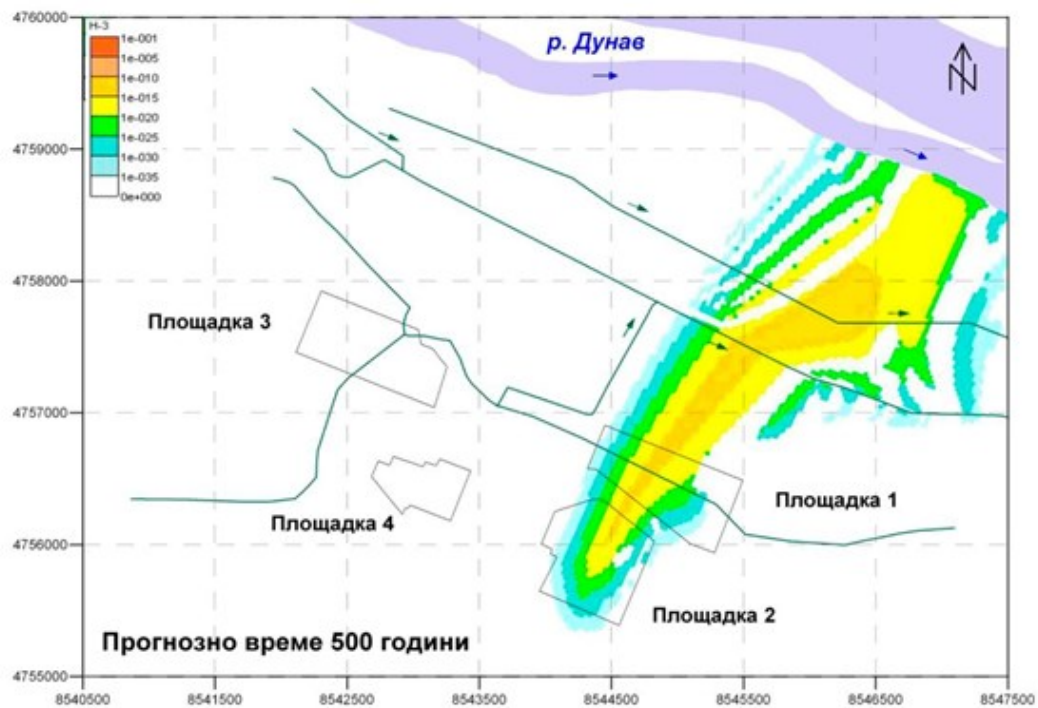 4760000
H-3
1e-001
1e-005
1e-010
1e-015
1e-020
1e-025
1e-030
1e-035
0e+000
р. Дунав
N
4759000
4758000
Площадка 3
4757000
Площадка 1
Площадка 4
4756000
Площадка 2
Прогнозно време 500 години
4755000
8540500 8541500 8542500 8543500 8544500 8545500 8546500 8547500